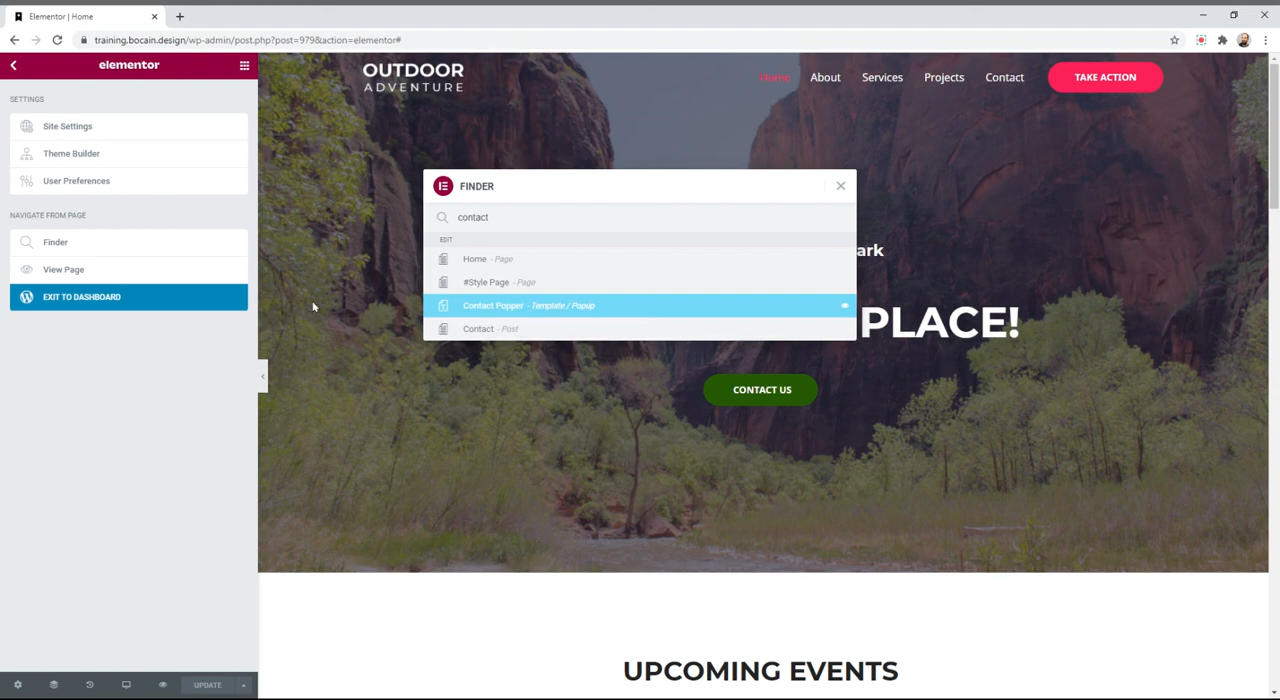 Elementor | Home
training.bocain.design/wp-admin/post.php?post=979&action=elementor#
elementor
SETTINGS
Site Settings
Theme Builder
User Preferences
NAVIGATE FROM PAGE
Finder
View Page
EXIT TO DASHBOARD
UPDATE
OUTDOOR
ADVENTURE
Home
About
Services
Projects
Contact
TAKE ACTION
FINDER
contact
EDIT
Home - Page
#Style Page - Page
Contact Popper - Template / Popup
Contact - Post
ark
PLACE!
CONTACT US
UPCOMING EVENTS